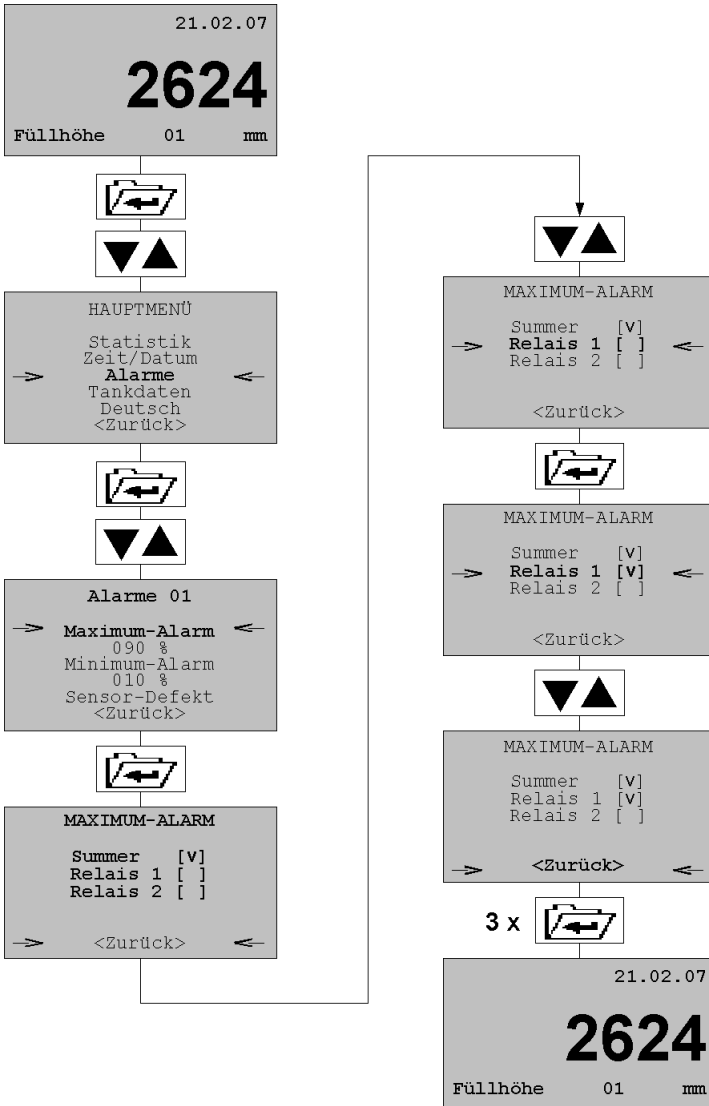 21.02.07
2624
Füllhöhe 01 mm
HAUPTMENÜ
Statistik
Zeit/Datum
Alarme
Tankdaten
Deutsch
<Zurück>
Alarme 01
Maximum-Alarm
090 %
Minimum-Alarm
010 %
Sensor-Defekt
<Zurück>
MAXIMUM-ALARM
Summer [v]
Relais 1 [ ]
Relais 2 [ ]
<Zurück>
MAXIMUM-ALARM
Summer [v]
Relais 1 [ ]
Relais 2 [ ]
<Zurück>
MAXIMUM-ALARM
Summer [v]
Relais 1 [v]
Relais 2 [ ]
<Zurück>
MAXIMUM-ALARM
Summer [v]
Relais 1 [v]
Relais 2 [ ]
<Zurück>
3 x
21.02.07
2624
Füllhöhe 01 mm